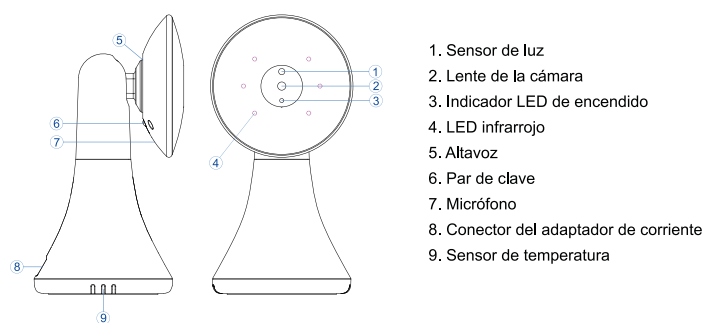 5
6
7
8
9
1
2
3
4
1. Sensor de luz
2. Lente de la cámara
3. Indicador LED de encendido
4. LED infrarrojo
5. Altavoz
6. Par de clave
7. Micrófono
8. Conector del adaptador de corriente
9. Sensor de temperatura